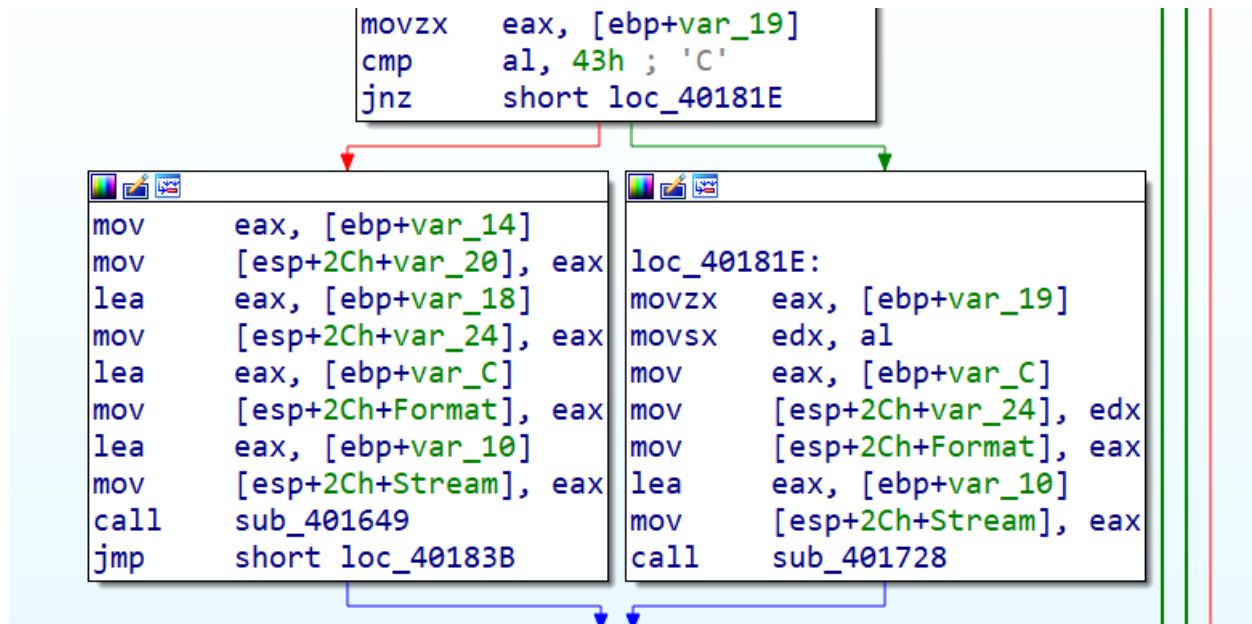 movzx eax, [ebp+var_19]
cmp al, 43h ; 'C'
jnz short loc_40181E
mov eax, [ebp+var_14]
mov [esp+2Ch+var_20], eax
lea eax, [ebp+var_18]
mov [esp+2Ch+var_24], eax
lea eax, [ebp+var_C]
mov [esp+2Ch+Format], eax
lea eax, [ebp+var_10]
mov [esp+2Ch+Stream], eax
call sub_401649
jmp short loc_40183B
loc_40181E:
movzx eax, [ebp+var_19]
movsx edx, al
mov eax, [ebp+var_C]
mov [esp+2Ch+var_24], edx
mov [esp+2Ch+Format], eax
lea eax, [ebp+var_10]
mov [esp+2Ch+Stream], eax
call sub_401728